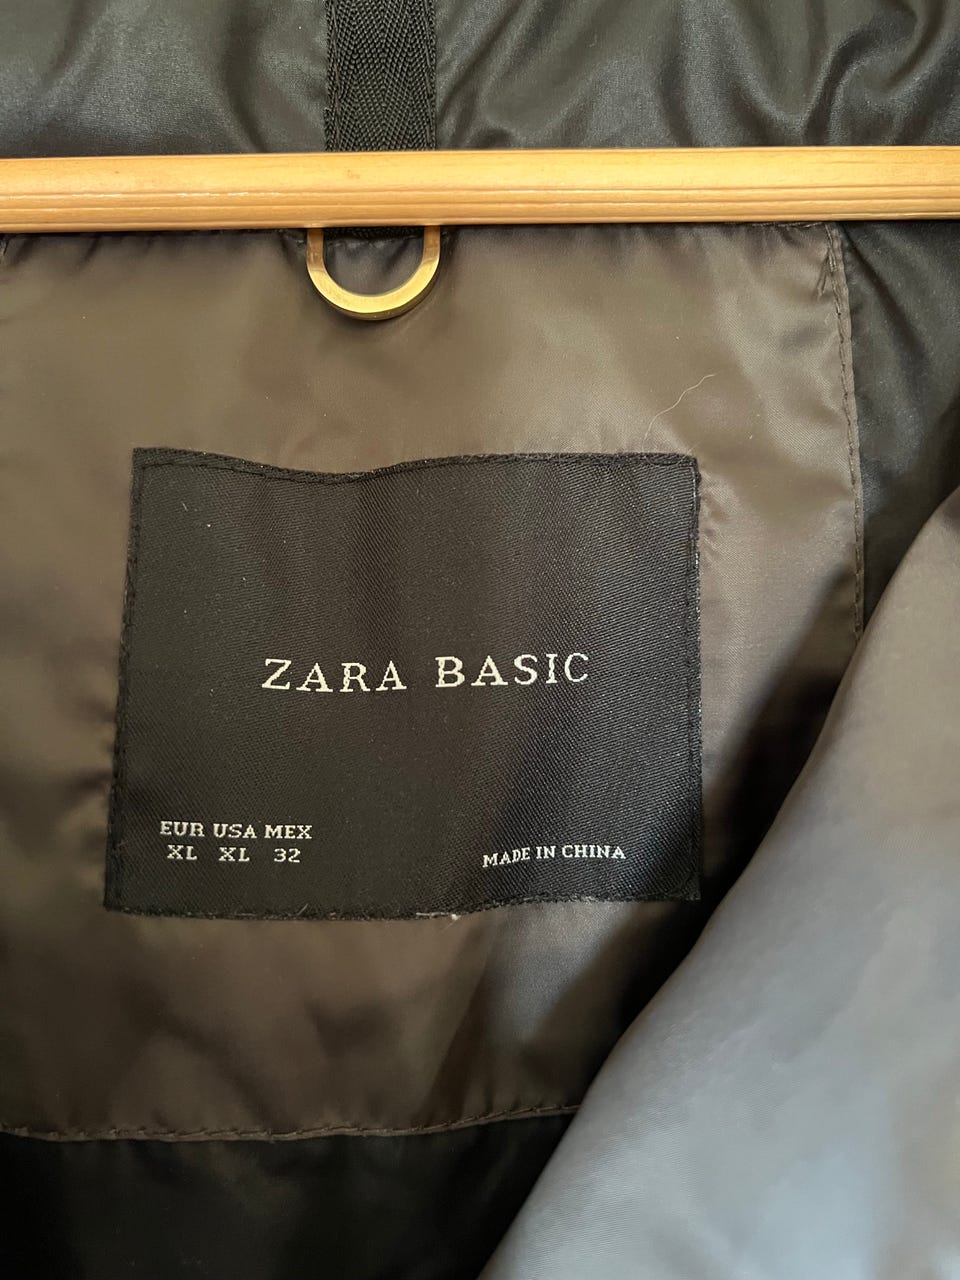 ZARA BASIC
EUR USA MEX
XL XL 32
MADE IN CHINA